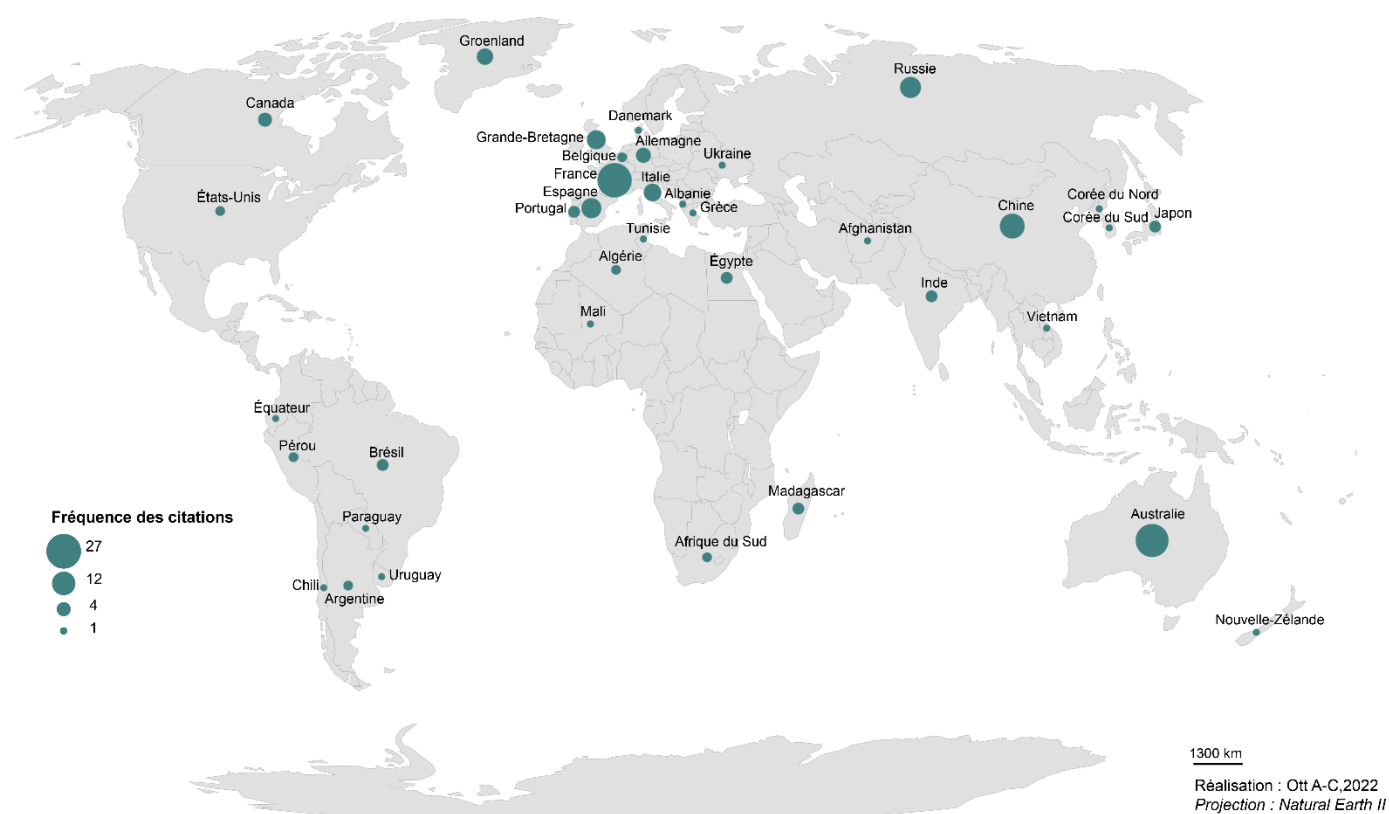 Groenland
Russie
Canada
Danemark
Grande-Bretagne
Allemagne
Belgique
Ukraine
France
Italie
Espagne
Albanie
États-Unis
Portugal
Grèce
Corée du Nord
Chine
Corée du Sud
Japon
Tunisie
Afghanistan
Algérie
Égypte
Inde
Mali
Vietnam
Équateur
Pérou
Brésil
Madagascar
Paraguay
Australie
Afrique du Sud
Chili
Uruguay
Argentine
Nouvelle-Zélande
Fréquence des citations
27
12
4
1
1300 km
Réalisation : Ott A-C,2022
Projection : Natural Earth II